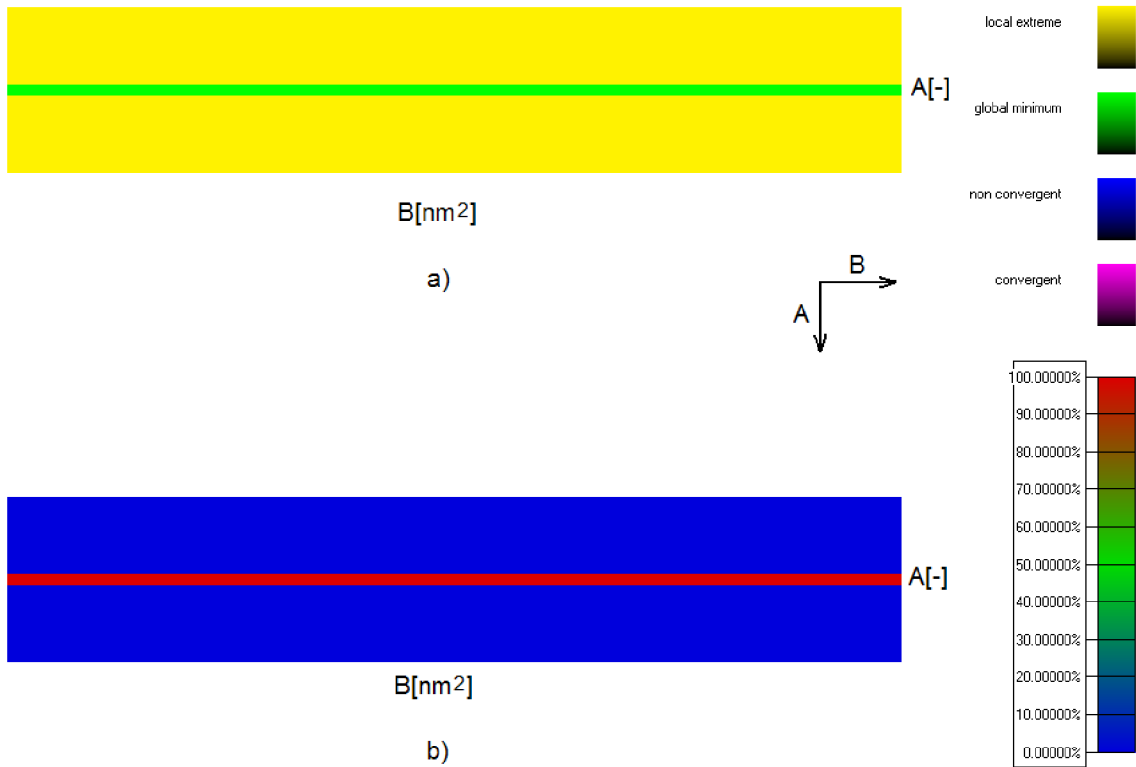 local extreme
A[-]
global minimum
non convergent
B[nm²]
a)
B
convergent
A
100.00000%
90.00000%
80.00000%
70.00000%
60.00000%
50.00000%
40.00000%
30.00000%
20.00000%
10.00000%
0.00000%
A[-]
B[nm²]
b)